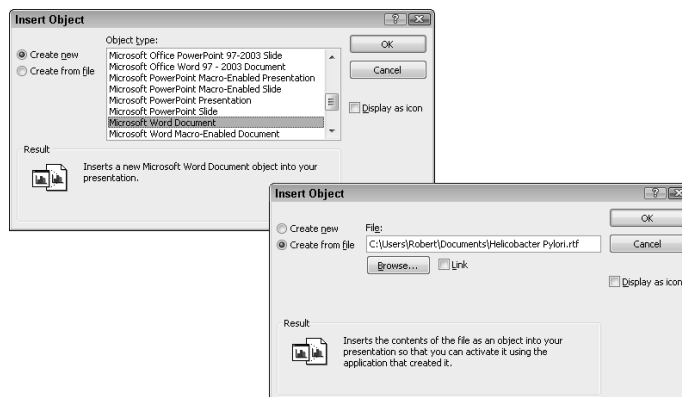 Insert Object
Object type:
Create new
Create from file
Microsoft Office PowerPoint 97-2003 Slide
Microsoft Office Word 97 - 2003 Document
Microsoft PowerPoint Macro-Enabled Presentation
Microsoft PowerPoint Macro-Enabled Slide
Microsoft PowerPoint Presentation
Microsoft PowerPoint Slide
Microsoft Word Document
Microsoft Word Macro-Enabled Document
OK
Cancel
Display as icon
Result
Inserts a new Microsoft Word Document object into your
presentation.
Insert Object
Create new
Create from file
File:
C:\Users\Robert\Documents\Helicobacter Pylori.rtf
Browse...
Link
OK
Cancel
Display as icon
Result
Inserts the contents of the file as an object into your
presentation so that you can activate it using the
application that created it.